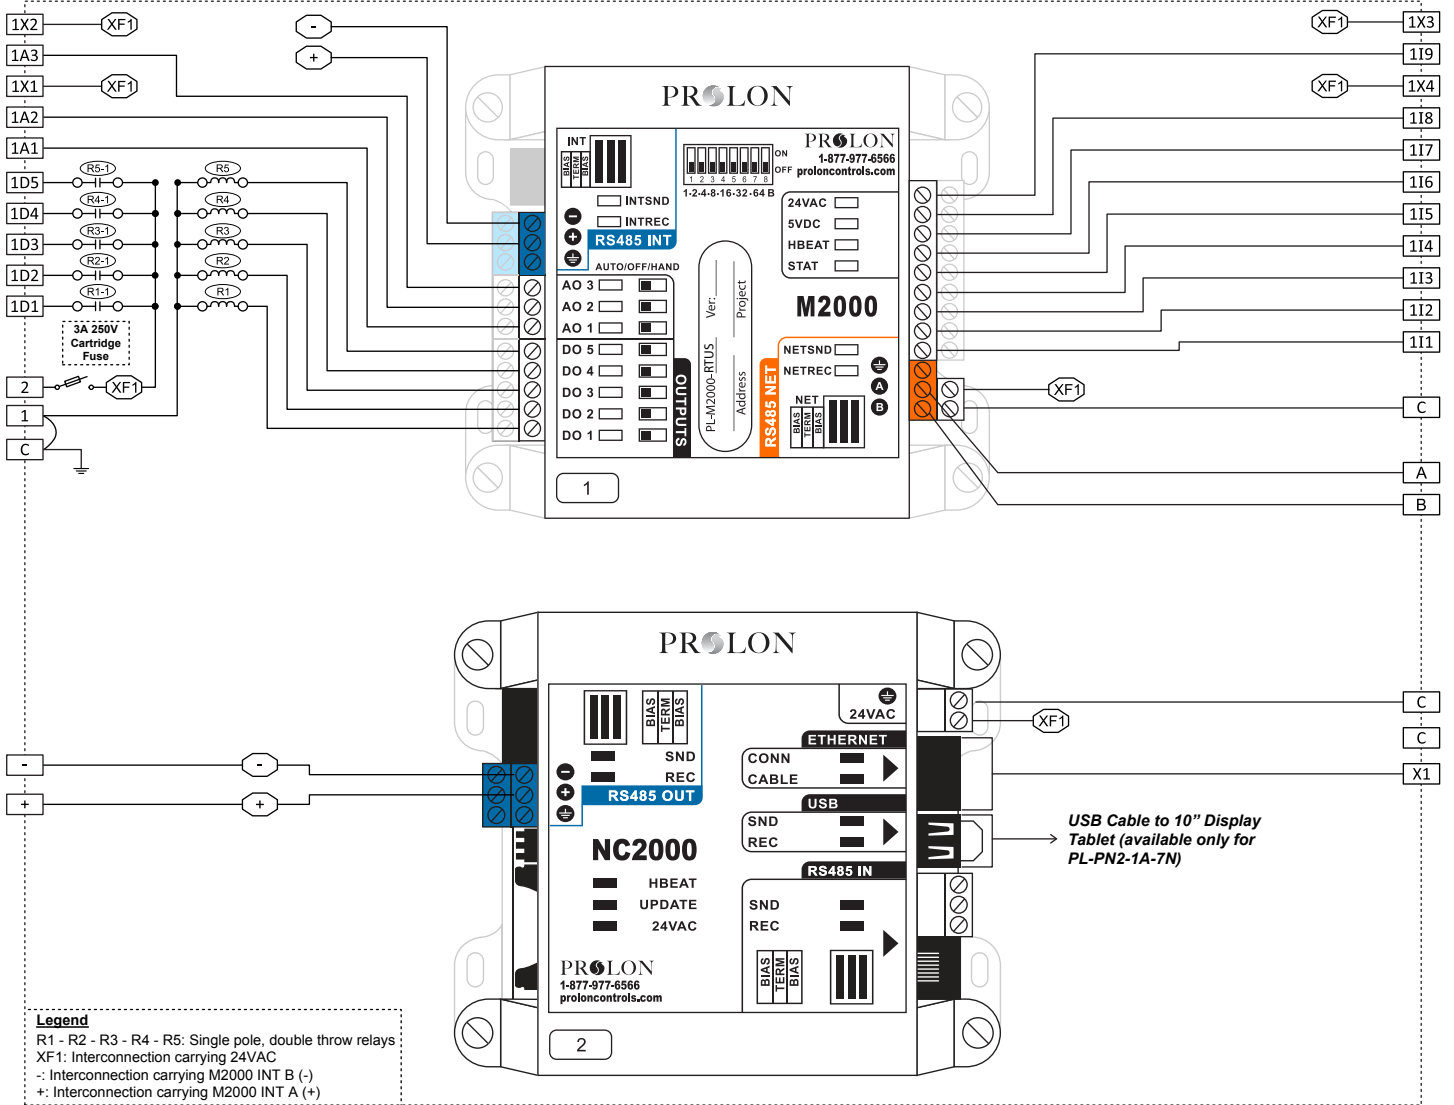 1X2
XF1
1A3
1X1
XF1
1A2
1A1
1D5
R5-1
R5
1D4
R4-1
R4
1D3
R3-1
R3
1D2
R2-1
R2
1D1
R1-1
R1
3A 250V
Cartridge
Fuse
2
XF1
1
C
-
+
PROLON
INT
BIAS
TERM
BIAS
INTSND
INTREC
RS485 INT
1 2 3 4 5 6 7 8
ON
OFF
1-2-4-8-16-32-64 B
PROLON
1-877-977-6566
proloncontrols.com
24VAC
5VDC
HBEAT
STAT
M2000
AUTO/OFF/HAND
AO 3
AO 2
AO 1
DO 5
DO 4
DO 3
DO 2
DO 1
OUTPUTS
PL-M2000-RTUS
Ver:
Address
Project
NETSND
NETREC
RS485 NET
NET
BIAS
TERM
BIAS
A
B
1
XF1
1X3
1I9
XF1
1X4
1I8
1I7
1I6
1I5
1I4
1I3
1I2
1I1
XF1
C
A
B
PROLON
BIAS
TERM
BIAS
SND
REC
RS485 OUT
NC2000
HBEAT
UPDATE
24VAC
PROLON
1-877-977-6566
proloncontrols.com
24VAC
ETHERNET
CONN
CABLE
USB
SND
REC
RS485 IN
SND
REC
BIAS
TERM
BIAS
2
-
-
+
+
C
XF1
C
X1
USB Cable to 10” Display
Tablet (available only for
PL-PN2-1A-7N)
Legend
R1 - R2 - R3 - R4 - R5: Single pole, double throw relays
XF1: Interconnection carrying 24VAC
-: Interconnection carrying M2000 INT B (-)
+: Interconnection carrying M2000 INT A (+)